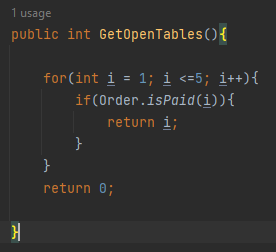 1 usage
public int GetOpenTables(){
for(int i = 1; i <=5; i++){
if(Order.isPaid(i)){
return i;
}
}
return 0;
}